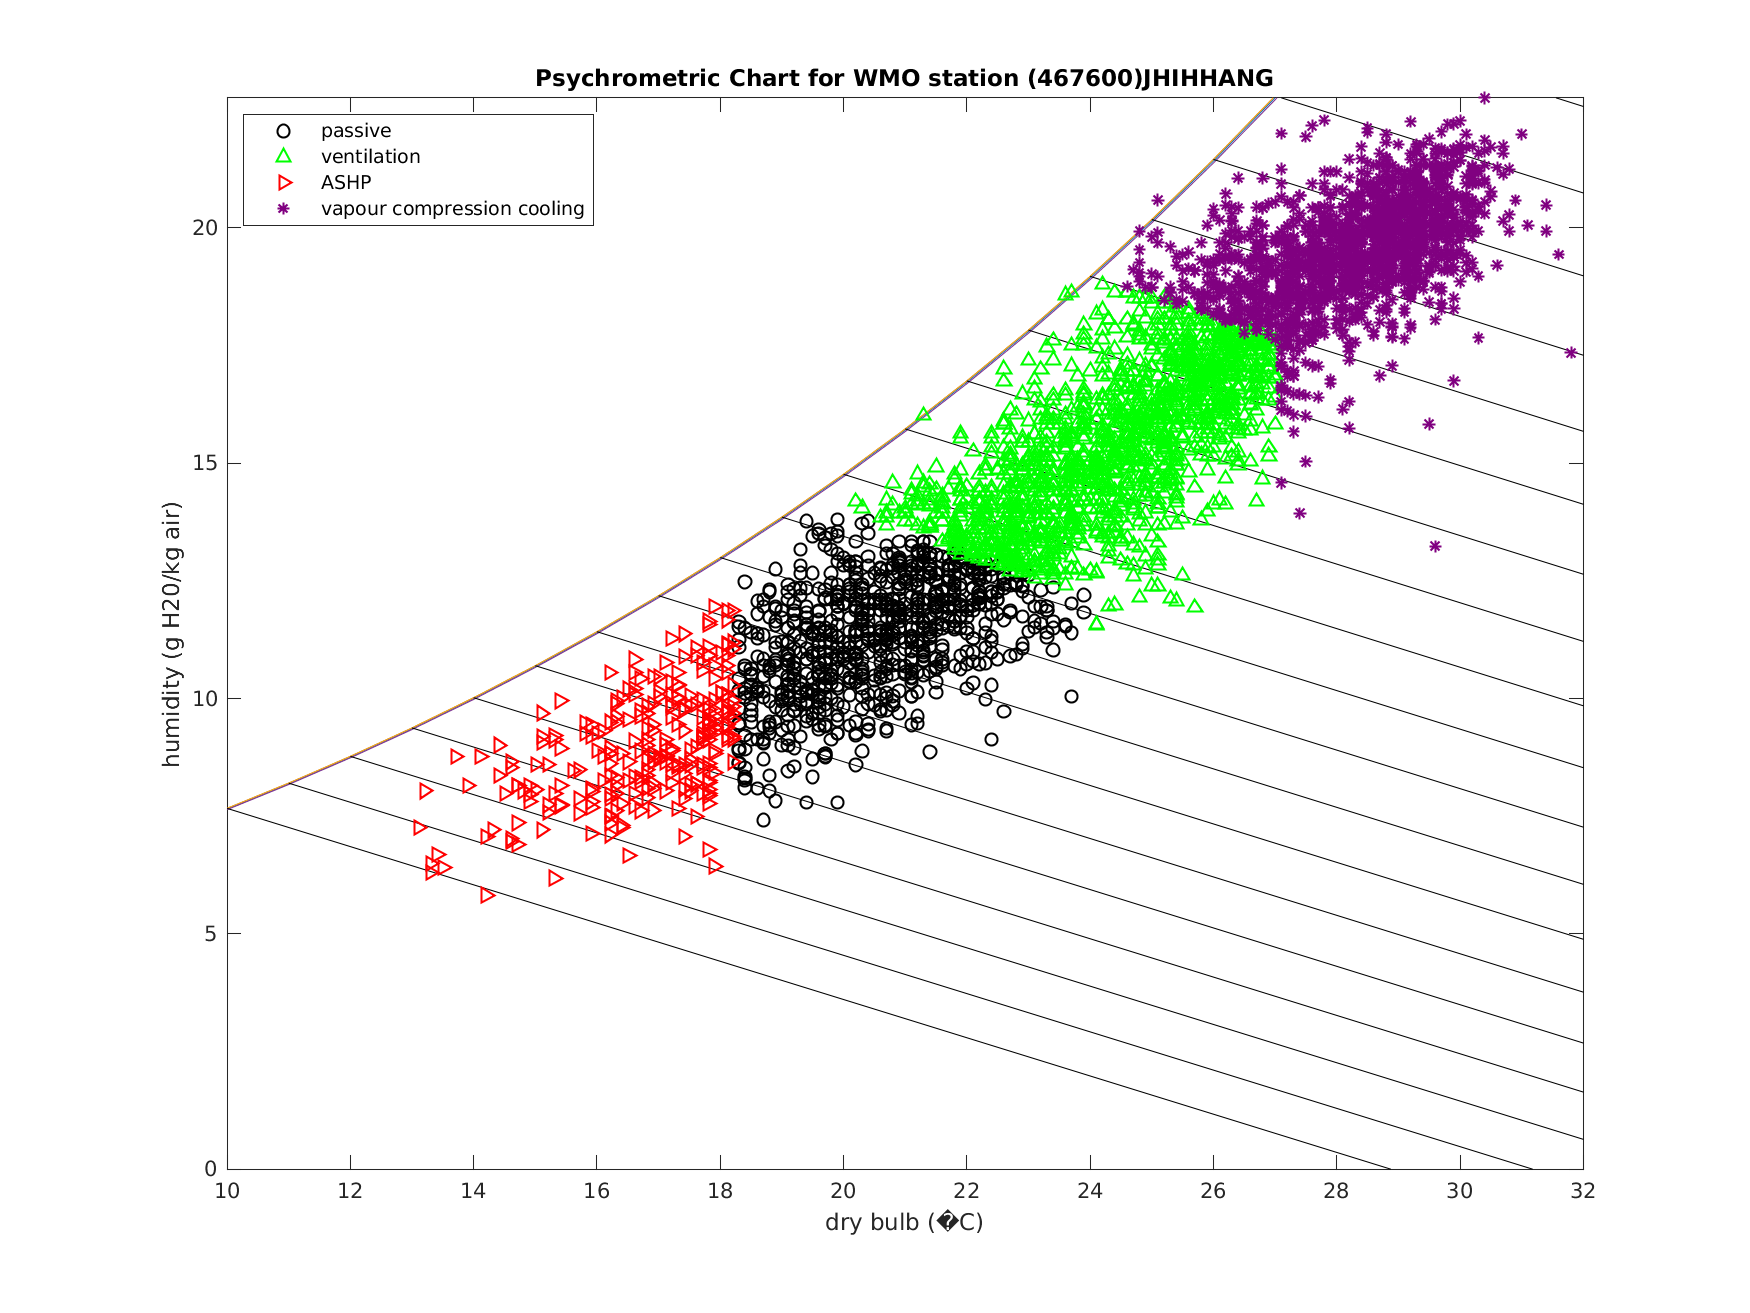 Psychrometric Chart for WMO station (467600)JHIHHANG
passive
ventilation
ASHP
vapour compression cooling
humidity (g H20/kg air)
20
15
10
5
0
10 12 14 16 18 20 22 24 26 28 30 32
dry bulb (�C)